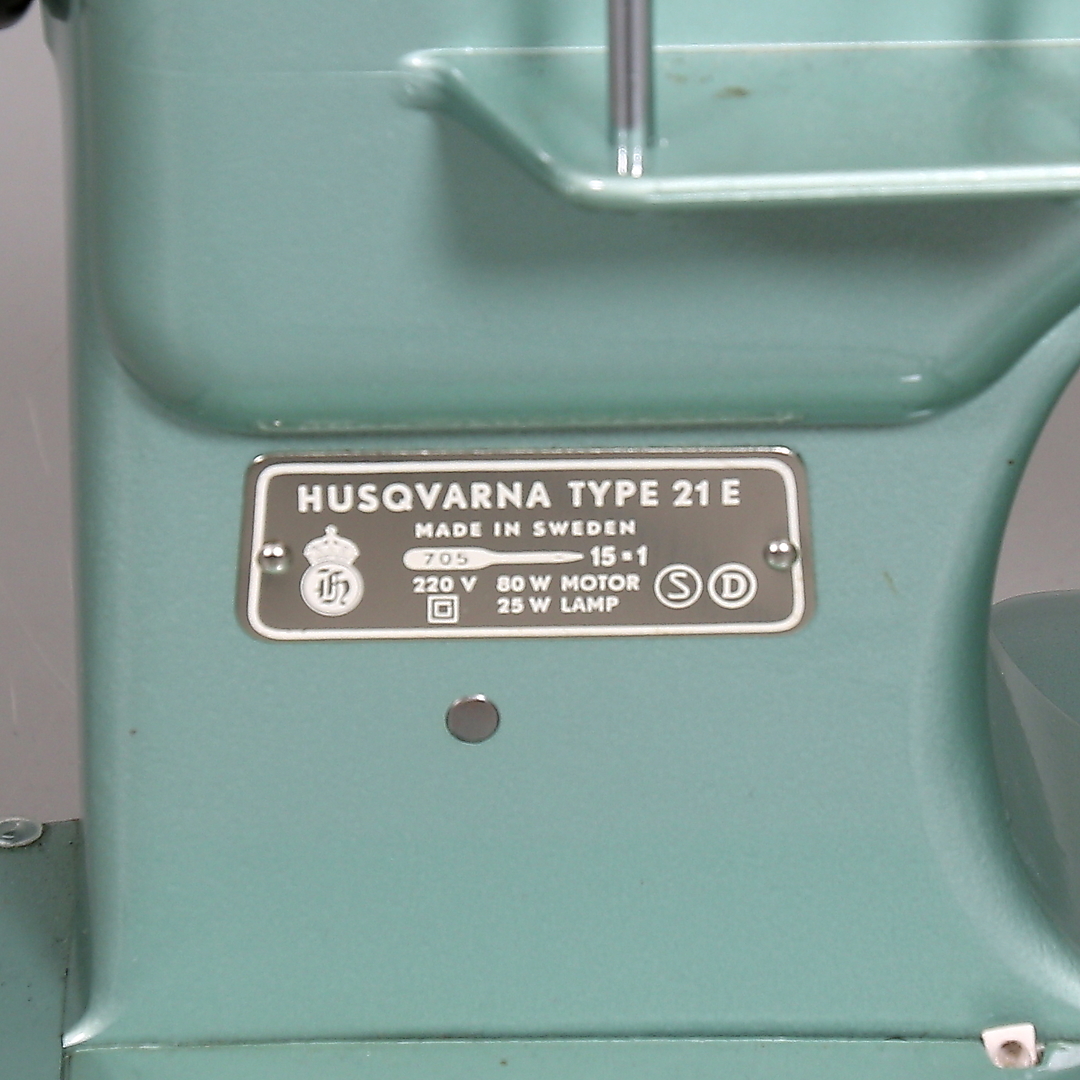 HUSQVARNA TYPE 21 E
MADE IN SWEDEN
705 15=1
220 V 80 W MOTOR S D
25 W LAMP
H